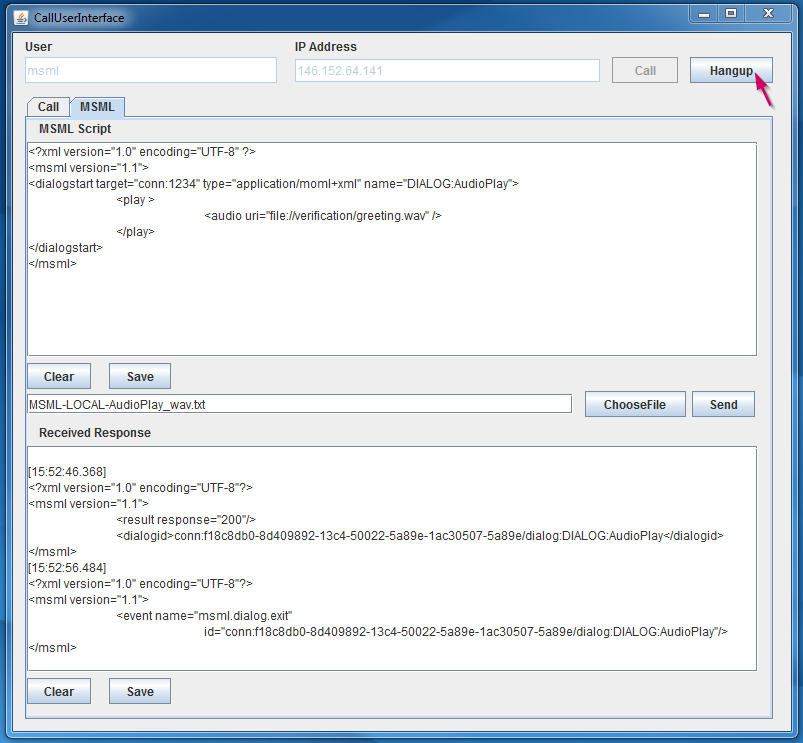 CallUserInterface
User
IP Address
msml
146.152.64.141
Call
Hangup
Call
MSML
MSML Script
<?xml version="1.0" encoding="UTF-8" ?>
<msml version="1.1">
<dialogstart target="conn:1234" type="application/moml+xml" name="DIALOG:AudioPlay">
<play >
<audio uri="file://verification/greeting.wav" />
</play>
</dialogstart>
</msml>
Clear
Save
MSML-LOCAL-AudioPlay_wav.txt
ChooseFile
Send
Received Response
[15:52:46.368]
<?xml version="1.0" encoding="UTF-8"?>
<msml version="1.1">
<result response="200"/>
<dialogid>conn:f18c8db0-8d409892-13c4-50022-5a89e-1ac30507-5a89e/dialog:DIALOG:AudioPlay</dialogid>
</msml>
[15:52:56.484]
<?xml version="1.0" encoding="UTF-8"?>
<msml version="1.1">
<event name="msml.dialog.exit"
id="conn:f18c8db0-8d409892-13c4-50022-5a89e-1ac30507-5a89e/dialog:DIALOG:AudioPlay"/>
</msml>
Clear
Save